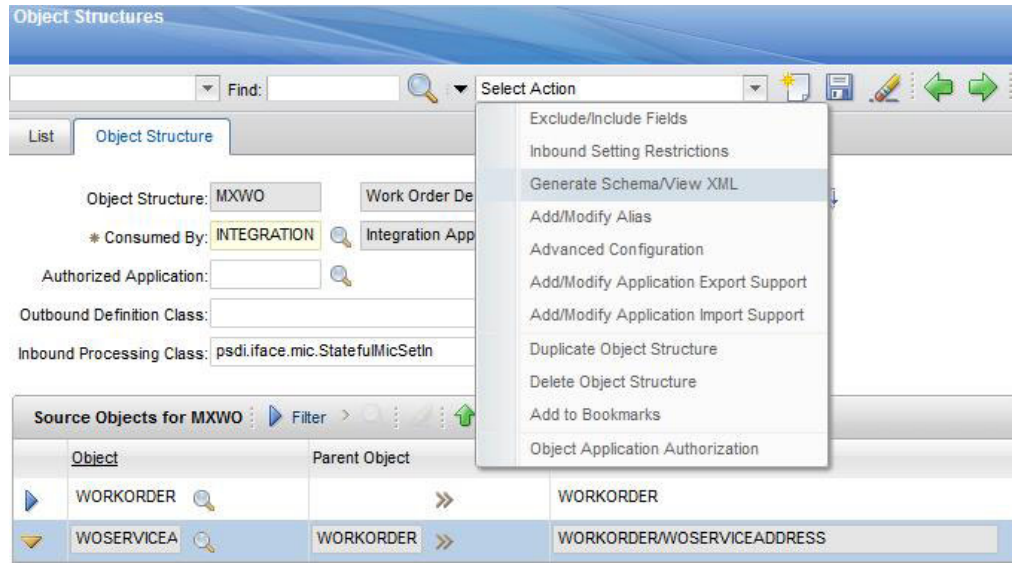 Object Structures
Find:
Select Action
List
Object Structure
Exclude/Include Fields
Inbound Setting Restrictions
Generate Schema/View XML
Add/Modify Alias
Advanced Configuration
Add/Modify Application Export Support
Add/Modify Application Import Support
Duplicate Object Structure
Delete Object Structure
Add to Bookmarks
Object Application Authorization
Object Structure: MXWO Work Order De
* Consumed By: INTEGRATION Integration App
Authorized Application:
Outbound Definition Class:
Inbound Processing Class: psdi.iface.mic.StatefulMicSetIn
Source Objects for MXWO Filter
Object Parent Object
WORKORDER WORKORDER
WOSERVICEA WORKORDER WORKORDER/WOSERVICEADDRESS